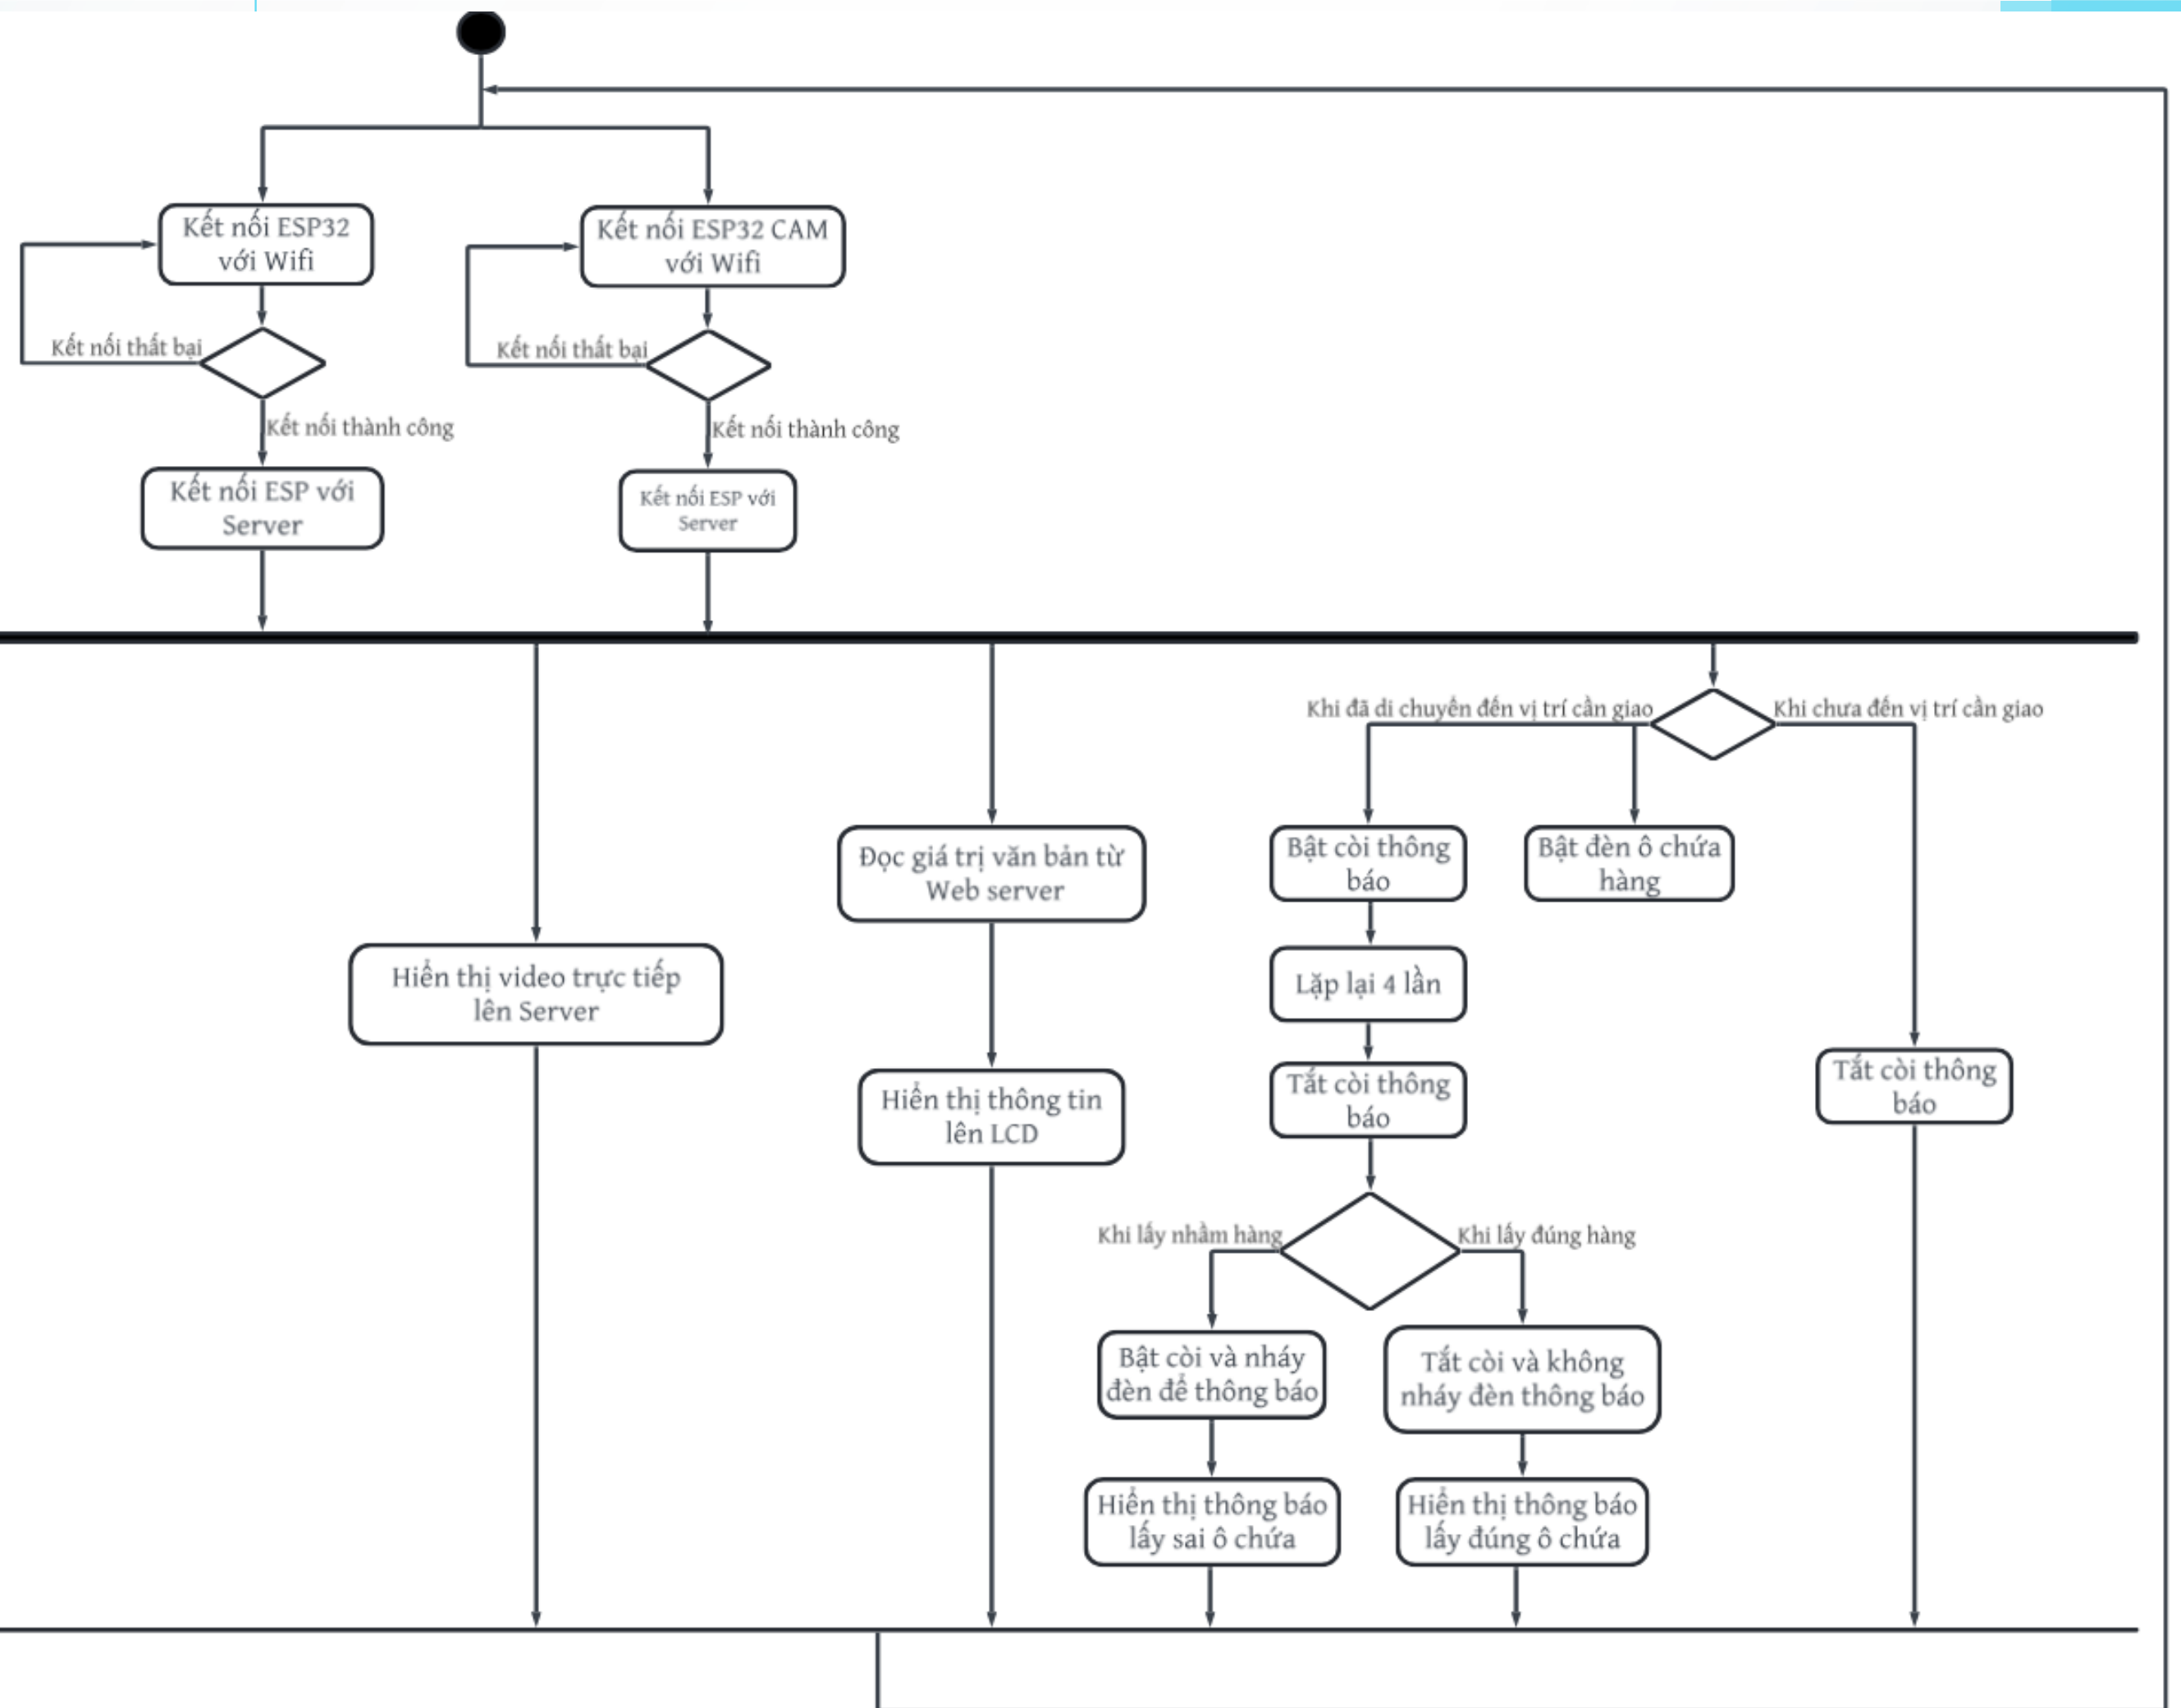 Kết nối ESP32
với Wifi
Kết nối ESP32 CAM
với Wifi
Kết nối thất bại
Kết nối thất bại
Kết nối thành công
Kết nối thành công
Kết nối ESP với
Server
Kết nối ESP với
Server
Khi đã di chuyển đến vị trí cần giao
Khi chưa đến vị trí cần giao
Đọc giá trị văn bản từ
Web server
Bật còi thông
báo
Bật đèn ô chứa
hàng
Hiển thị video trực tiếp
lên Server
Lặp lại 4 lần
Hiển thị thông tin
lên LCD
Tắt còi thông
báo
Tắt còi thông
báo
Khi lấy nhầm hàng
Khi lấy đúng hàng
Bật còi và nháy
đèn để thông báo
Tắt còi và không
nháy đèn thông báo
Hiển thị thông báo
lấy sai ô chứa
Hiển thị thông báo
lấy đúng ô chứa